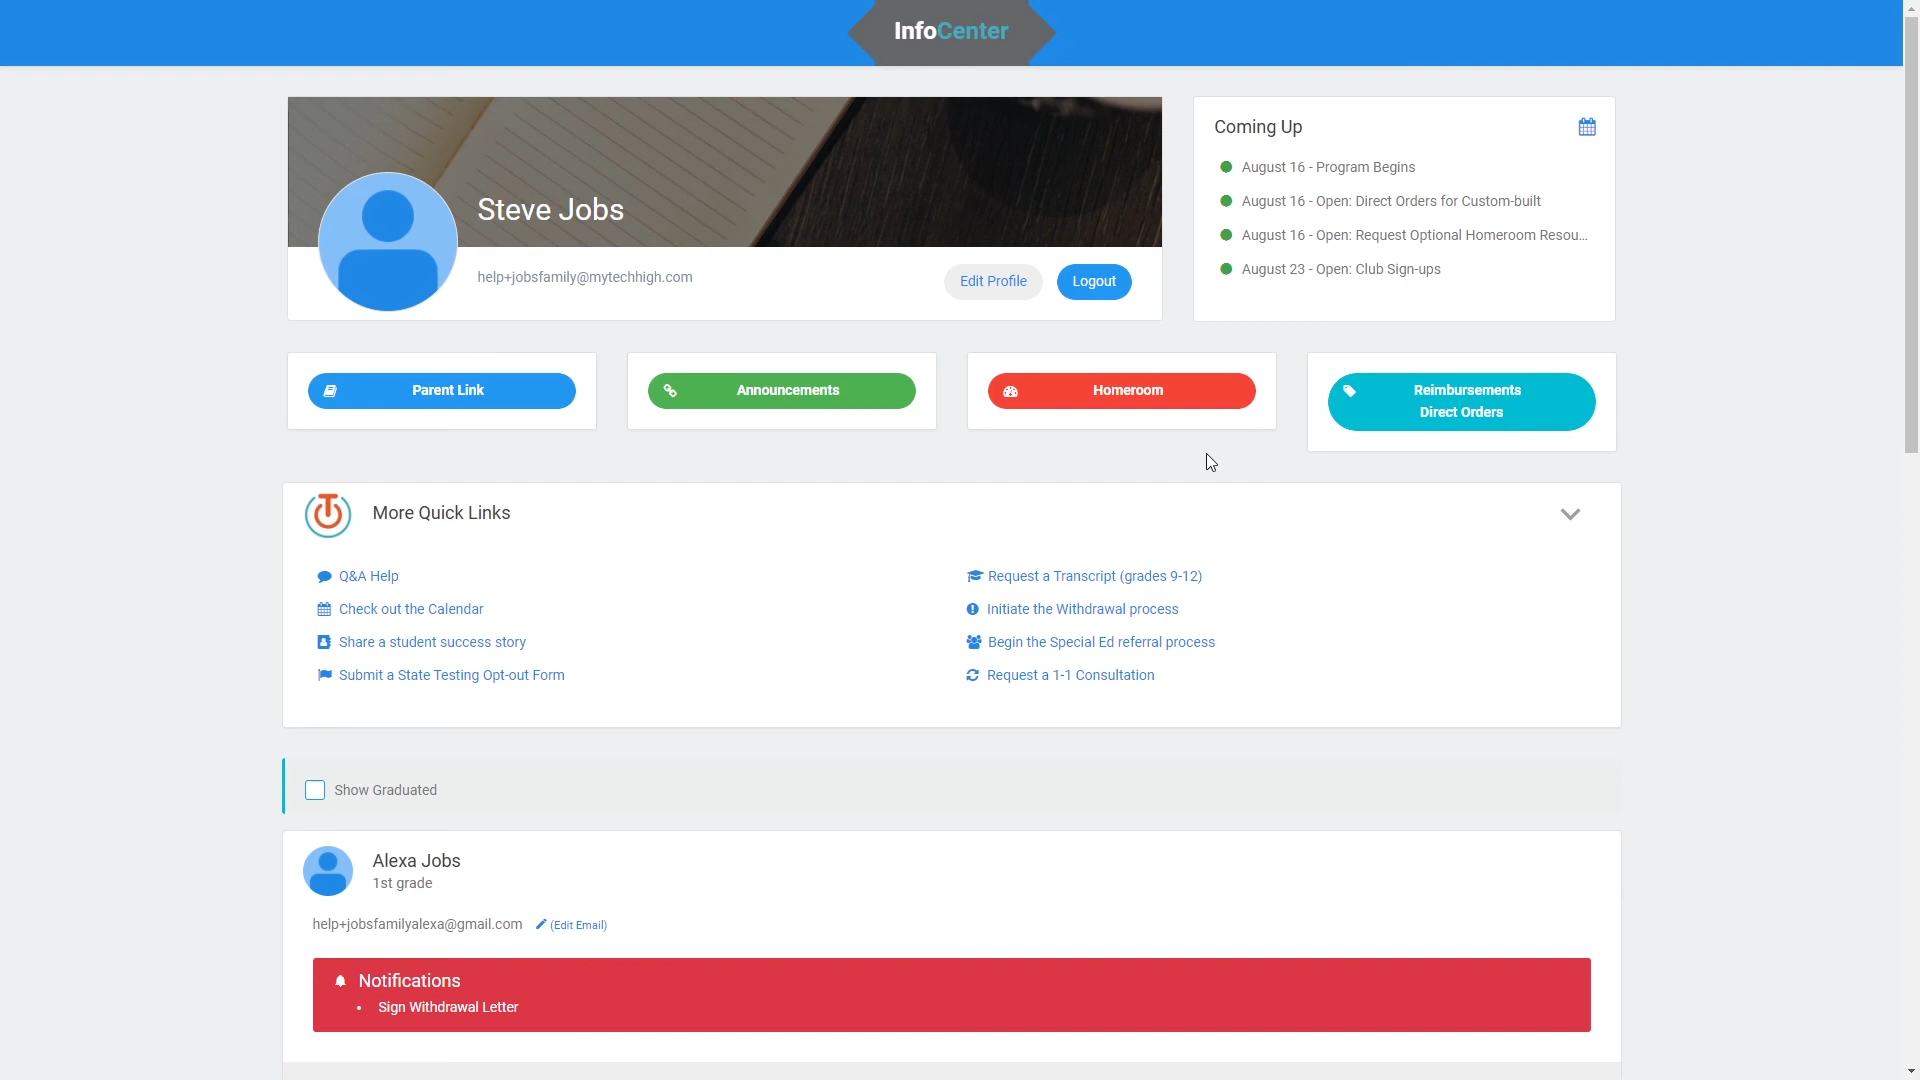 InfoCenter
Steve Jobs
help+jobsfamily@mytechhigh.com
Edit Profile
Logout
Coming Up
August 16 - Program Begins
August 16 - Open: Direct Orders for Custom-built
August 16 - Open: Request Optional Homeroom Resou...
August 23 - Open: Club Sign-ups
Parent Link
Announcements
Homeroom
Reimbursements
Direct Orders
More Quick Links
Q&A Help
Check out the Calendar
Share a student success story
Submit a State Testing Opt-out Form
Request a Transcript (grades 9-12)
Initiate the Withdrawal process
Begin the Special Ed referral process
Request a 1-1 Consultation
Show Graduated
Alexa Jobs
1st grade
help+jobsfamilyalexa@gmail.com (Edit Email)
Notifications
• Sign Withdrawal Letter